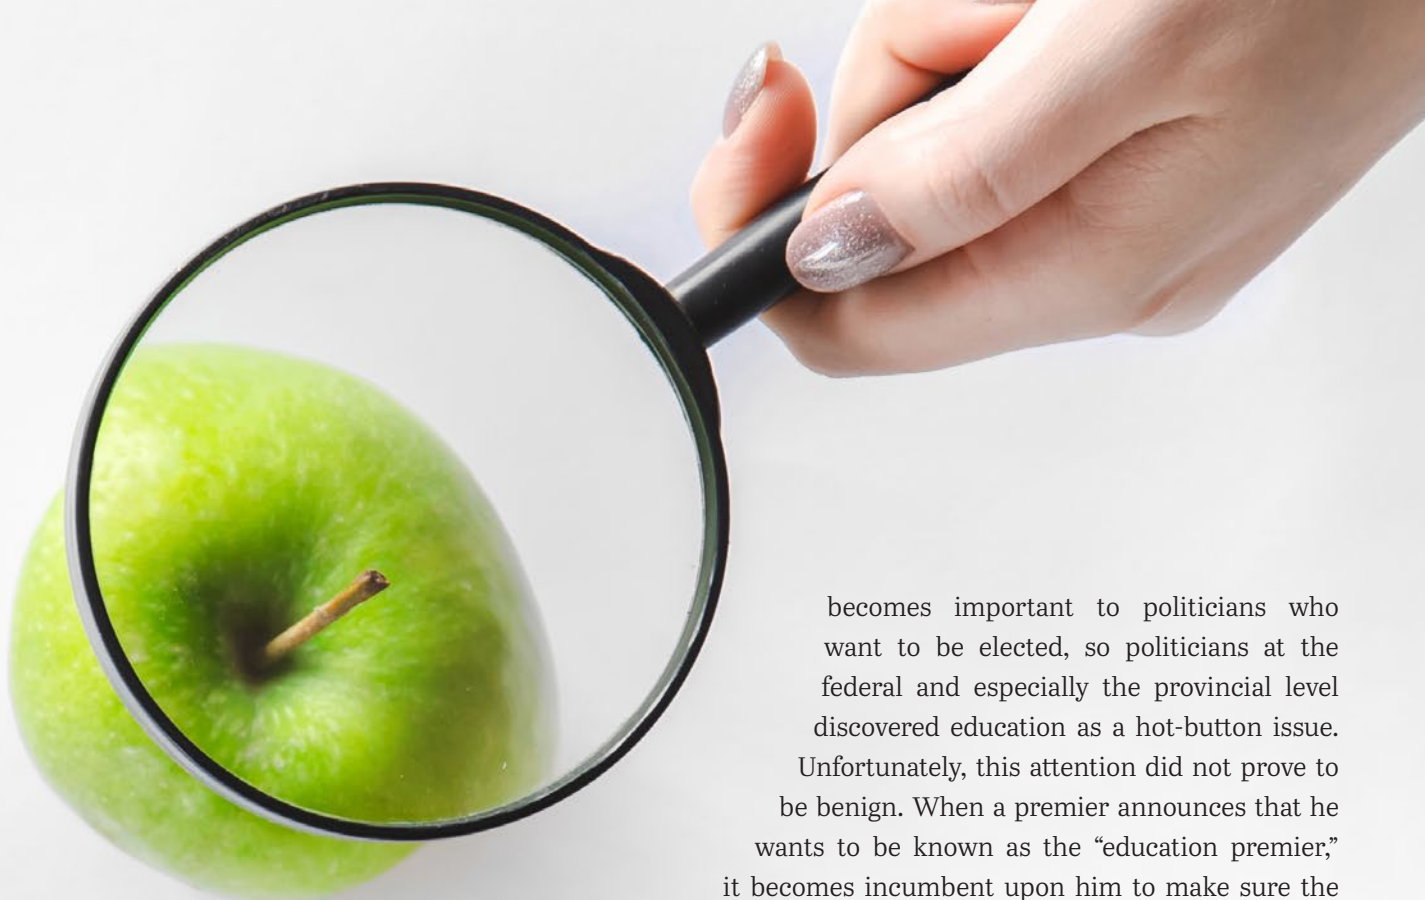 becomes important to politicians who
want to be elected, so politicians at the
federal and especially the provincial level
discovered education as a hot-button issue.
Unfortunately, this attention did not prove to
be benign. When a premier announces that he
wants to be known as the “education premier,”
it becomes incumbent upon him to make sure the